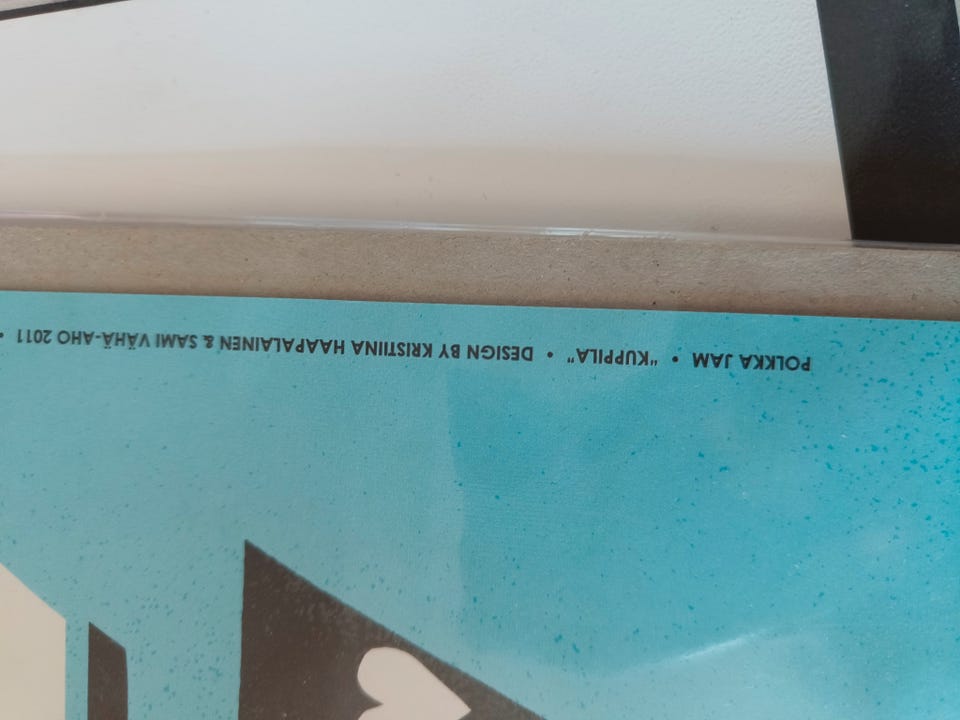 POLKKA JAM • "KUPPILA" • DESIGN BY KRISTIINA HAAPALAINEN & SAMI VÄHÄ-AHO 2011 •